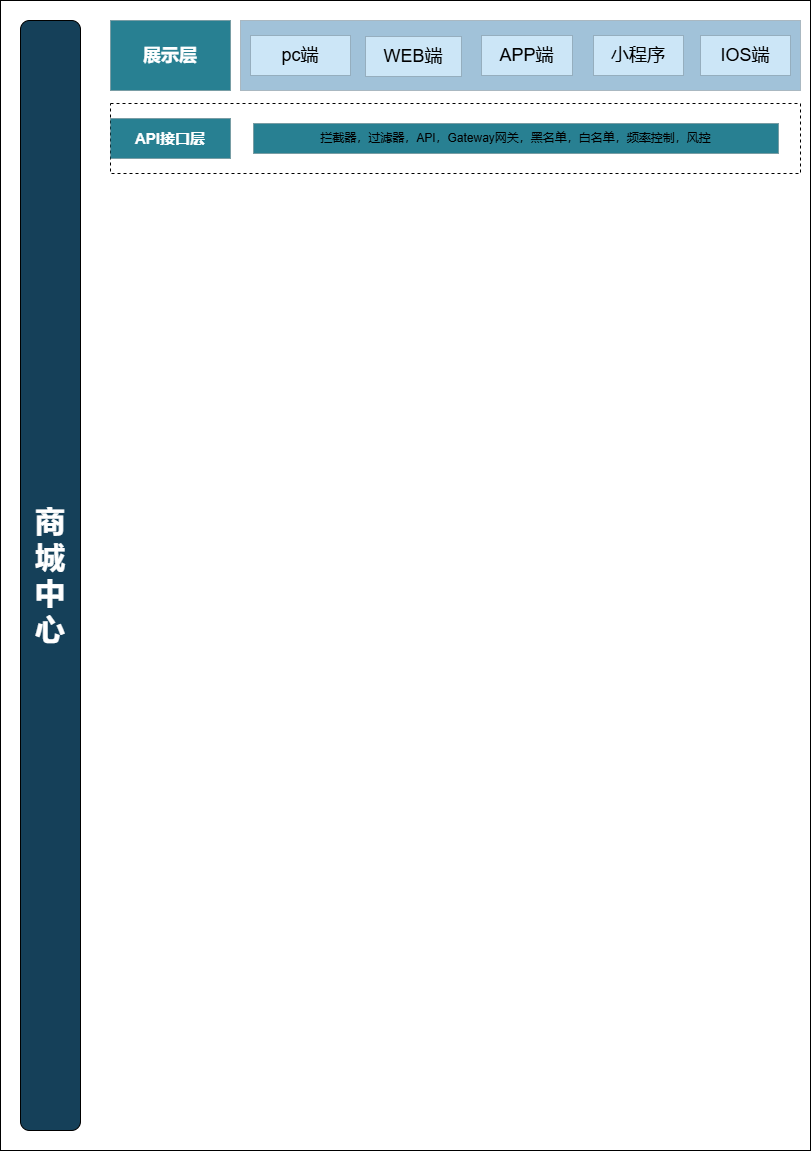 展示层
pc端
WEB端
APP端
小程序
IOS端
API接口层
拦截器，过滤器，API，Gateway网关，黑名单，白名单，频率控制，风控
商
城
中
心